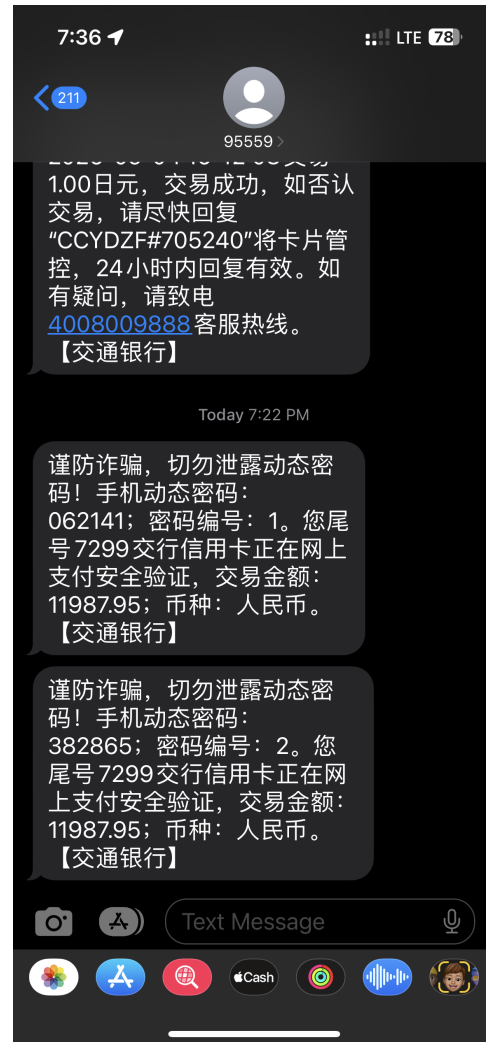 7:36
LTE 78
211
95559
1.00日元，交易成功，如否认
交易，请尽快回复
“CCYDZF#705240”将卡片管
控，24小时内回复有效。如
有疑问，请致电
4008009888客服热线。
【交通银行】
Today 7:22 PM
谨防诈骗，切勿泄露动态密
码！手机动态密码：
062141；密码编号：1。您尾
号7299交行信用卡正在网上
支付安全验证，交易金额：
11987.95；币种：人民币。
【交通银行】
谨防诈骗，切勿泄露动态密
码！手机动态密码：
382865；密码编号：2。您
尾号7299交行信用卡正在网
上支付安全验证，交易金额：
11987.95；币种：人民币。
【交通银行】
Text Message
Cash